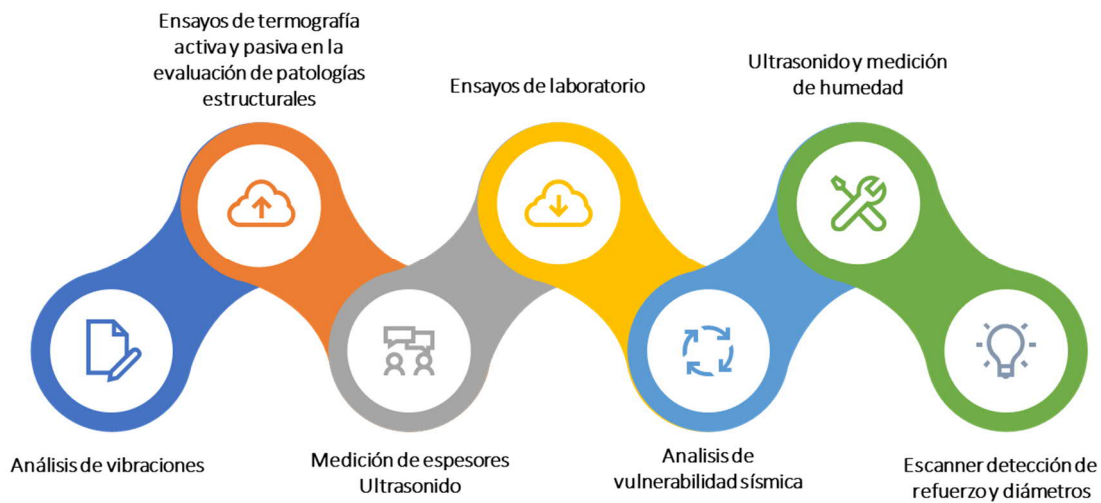 Ensayos de termografía
activa y pasiva en la
evaluación de patologías
estructurales
Ensayos de laboratorio
Ultrasonido y medición
de humedad
Análisis de vibraciones
Medición de espesores
Ultrasonido
Analisis de
vulnerabilidad sísmica
Escanner detección de
refuerzo y diámetros